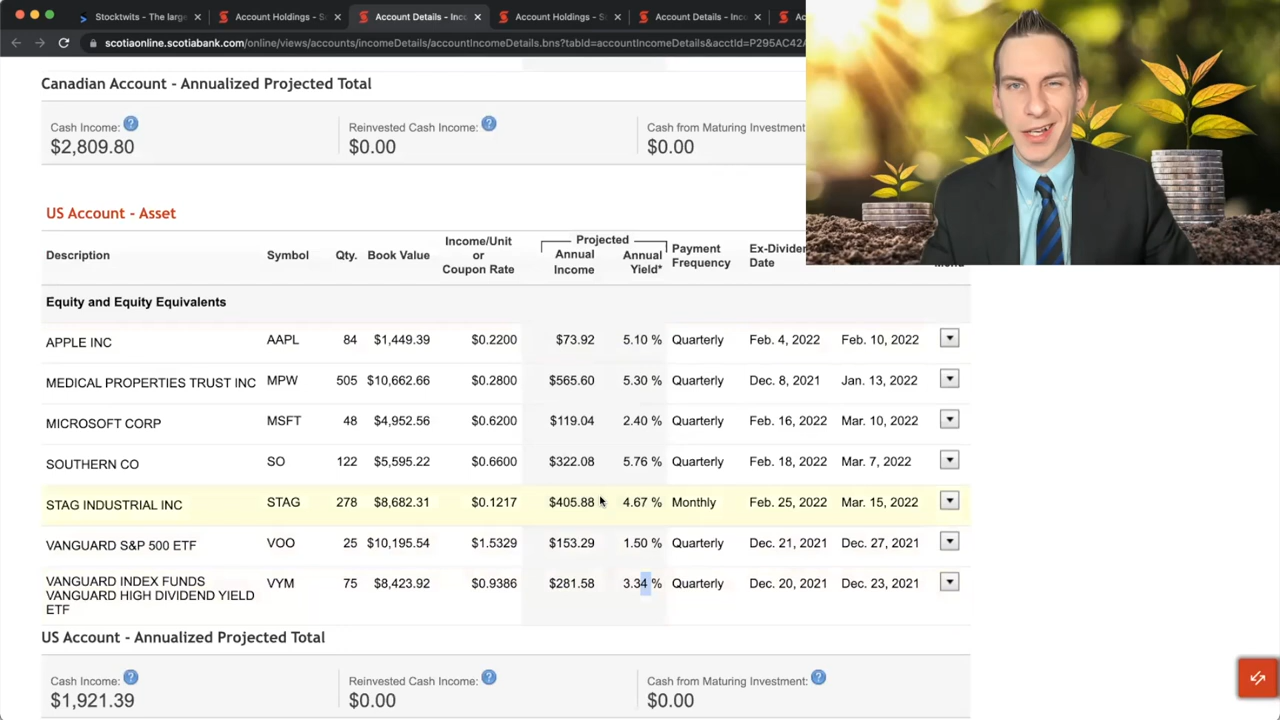 Stocktwits - The large
Account Holdings - S
Account Details - Inco
Account Holdings - S
Account Details - Inco
Ac
scotiaonline.scotiabank.com/online/views/accounts/incomeDetails/accountIncomeDetails.bns?tabId=accountIncomeDetails&acctId=P295AC42A
Canadian Account - Annualized Projected Total
Cash Income: ? Reinvested Cash Income: ? Cash from Maturing Investment
$2,809.80 $0.00 $0.00
US Account - Asset
Description Symbol Qty. Book Value Income/Unit or Coupon Rate Projected Annual Income Annual Yield* Payment Frequency Ex-Dividen Date
Equity and Equity Equivalents
APPLE INC AAPL 84 $1,449.39 $0.2200 $73.92 5.10 % Quarterly Feb. 4, 2022 Feb. 10, 2022
MEDICAL PROPERTIES TRUST INC MPW 505 $10,662.66 $0.2800 $565.60 5.30 % Quarterly Dec. 8, 2021 Jan. 13, 2022
MICROSOFT CORP MSFT 48 $4,952.56 $0.6200 $119.04 2.40 % Quarterly Feb. 16, 2022 Mar. 10, 2022
SOUTHERN CO SO 122 $5,595.22 $0.6600 $322.08 5.76 % Quarterly Feb. 18, 2022 Mar. 7, 2022
STAG INDUSTRIAL INC STAG 278 $8,682.31 $0.1217 $405.88 4.67 % Monthly Feb. 25, 2022 Mar. 15, 2022
VANGUARD S&P 500 ETF VOO 25 $10,195.54 $1.5329 $153.29 1.50 % Quarterly Dec. 21, 2021 Dec. 27, 2021
VANGUARD INDEX FUNDS VYM 75 $8,423.92 $0.9386 $281.58 3.34 % Quarterly Dec. 20, 2021 Dec. 23, 2021
VANGUARD HIGH DIVIDEND YIELD
ETF
US Account - Annualized Projected Total
Cash Income: ? Reinvested Cash Income: ? Cash from Maturing Investment: ?
$1,921.39 $0.00 $0.00